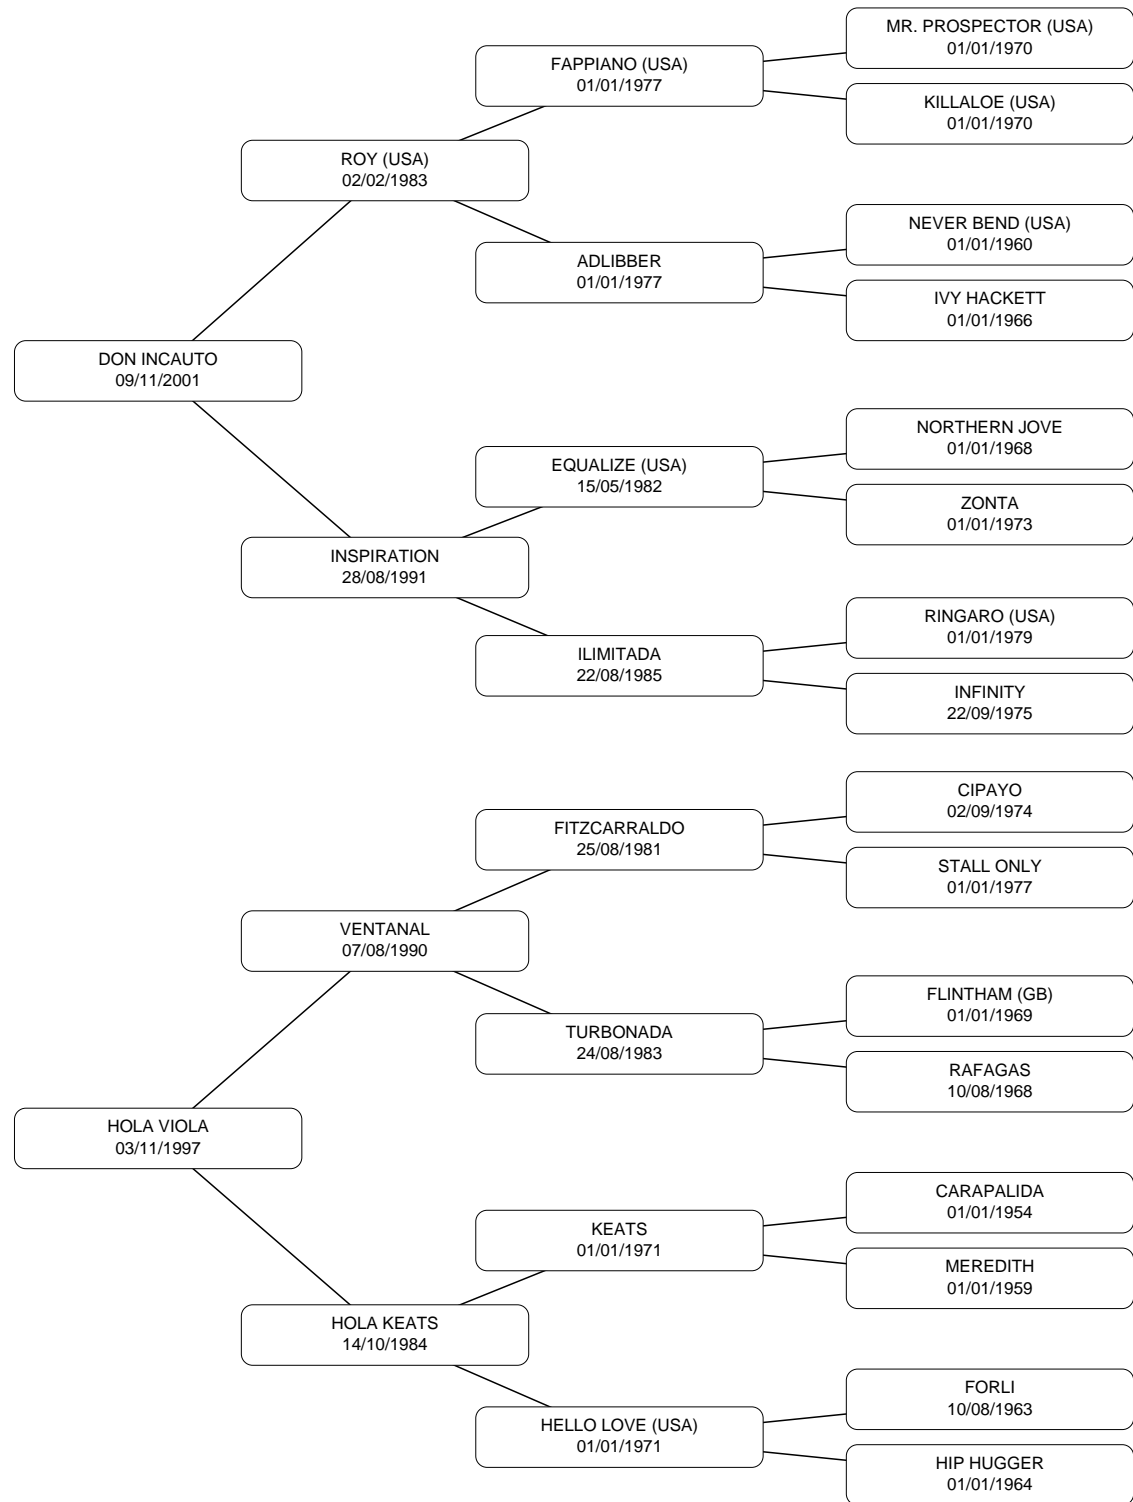 MR. PROSPECTOR (USA)
01/01/1970
FAPPIANO (USA)
01/01/1977
KILLALOE (USA)
01/01/1970
ROY (USA)
02/02/1983
NEVER BEND (USA)
01/01/1960
ADLIBBER
01/01/1977
IVY HACKETT
01/01/1966
DON INCAUTO
09/11/2001
NORTHERN JOVE
01/01/1968
EQUALIZE (USA)
15/05/1982
ZONTA
01/01/1973
INSPIRATION
28/08/1991
RINGARO (USA)
01/01/1979
ILIMITADA
22/08/1985
INFINITY
22/09/1975
CIPAYO
02/09/1974
FITZCARRALDO
25/08/1981
STALL ONLY
01/01/1977
VENTANAL
07/08/1990
FLINTHAM (GB)
01/01/1969
TURBONADA
24/08/1983
RAFAGAS
10/08/1968
HOLA VIOLA
03/11/1997
CARAPALIDA
01/01/1954
KEATS
01/01/1971
MEREDITH
01/01/1959
HOLA KEATS
14/10/1984
FORLI
10/08/1963
HELLO LOVE (USA)
01/01/1971
HIP HUGGER
01/01/1964